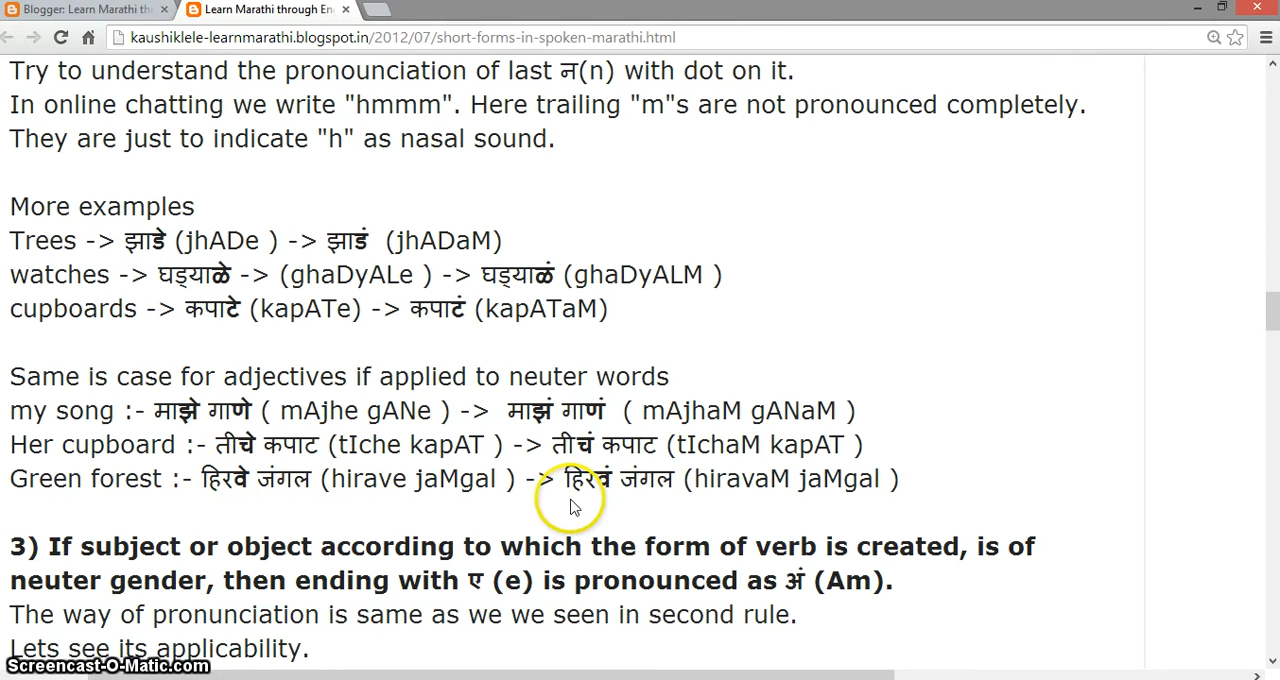 Blogger: Learn Marathi th
Learn Marathi through En
kaushiklele-learnmarathi.blogspot.in/2012/07/short-forms-in-spoken-marathi.html
Try to understand the pronounciation of last न(n) with dot on it.
In online chatting we write "hmmm". Here trailing "m"s are not pronounced completely.
They are just to indicate "h" as nasal sound.
More examples
Trees -> झाडे (jhADe ) -> झाडं (jhADaM)
watches -> घड्याळे -> (ghaDyALe ) -> घड्याळं (ghaDyALM )
cupboards -> कपाटे (kapATe) -> कपाटं (kapATaM)
Same is case for adjectives if applied to neuter words
my song :- माझे गाणे ( mAjhe gANe ) -> माझं गाणं ( mAjhaM gANaM )
Her cupboard :- तीचे कपाट (tIche kapAT ) -> तीचं कपाट (tIchaM kapAT )
Green forest :- हिरवे जंगल (hirave jaMgal ) -> हिरवं जंगल (hiravaM jaMgal )
3) If subject or object according to which the form of verb is created, is of
neuter gender, then ending with ए (e) is pronounced as अं (Am).
The way of pronunciation is same as we we seen in second rule.
Lets see its applicability.
Screencast-O-Matic.com